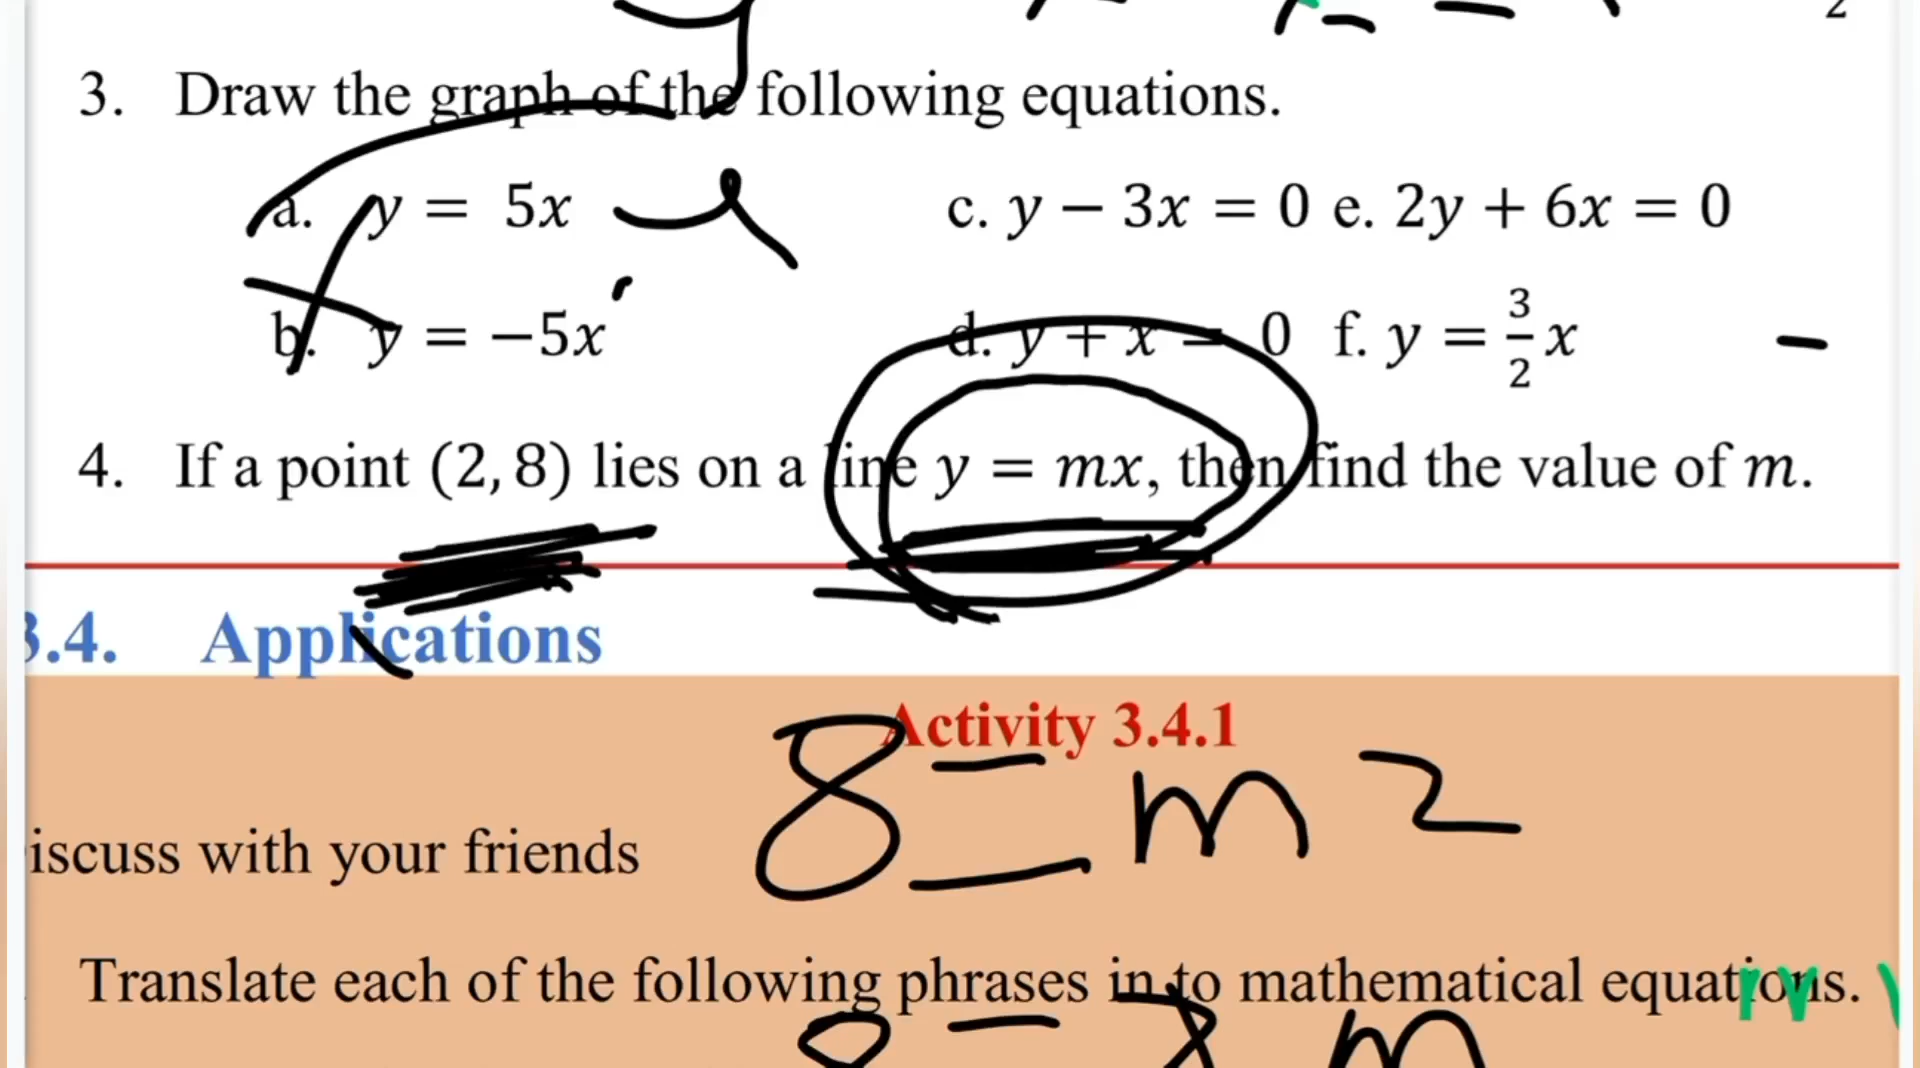 3. Draw the graph of the following equations.
a. y = 5x c. y − 3x = 0 e. 2y + 6x = 0
b. y = −5x d. y + x = 0 f. y = 3/2 x
4. If a point (2, 8) lies on a line y = mx, then find the value of m.
3.4. Applications
Activity 3.4.1
8 = m 2
iscuss with your friends
Translate each of the following phrases in to mathematical equations.